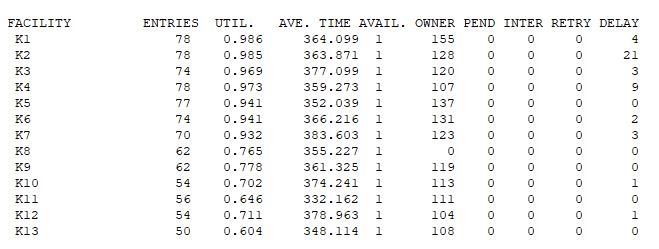 FACILITY ENTRIES UTIL. AVE. TIME AVAIL. OWNER PEND INTER RETRY DELAY
K1 78 0.986 364.099 1 155 0 0 0 4
K2 78 0.985 363.871 1 128 0 0 0 21
K3 74 0.969 377.099 1 120 0 0 0 3
K4 78 0.973 359.273 1 107 0 0 0 9
K5 77 0.941 352.039 1 137 0 0 0 0
K6 74 0.941 366.216 1 131 0 0 0 2
K7 70 0.932 383.603 1 123 0 0 0 3
K8 62 0.765 355.227 1 0 0 0 0 0
K9 62 0.778 361.325 1 119 0 0 0 0
K10 54 0.702 374.241 1 113 0 0 0 1
K11 56 0.646 332.162 1 111 0 0 0 0
K12 54 0.711 378.963 1 104 0 0 0 1
K13 50 0.604 348.114 1 108 0 0 0 0